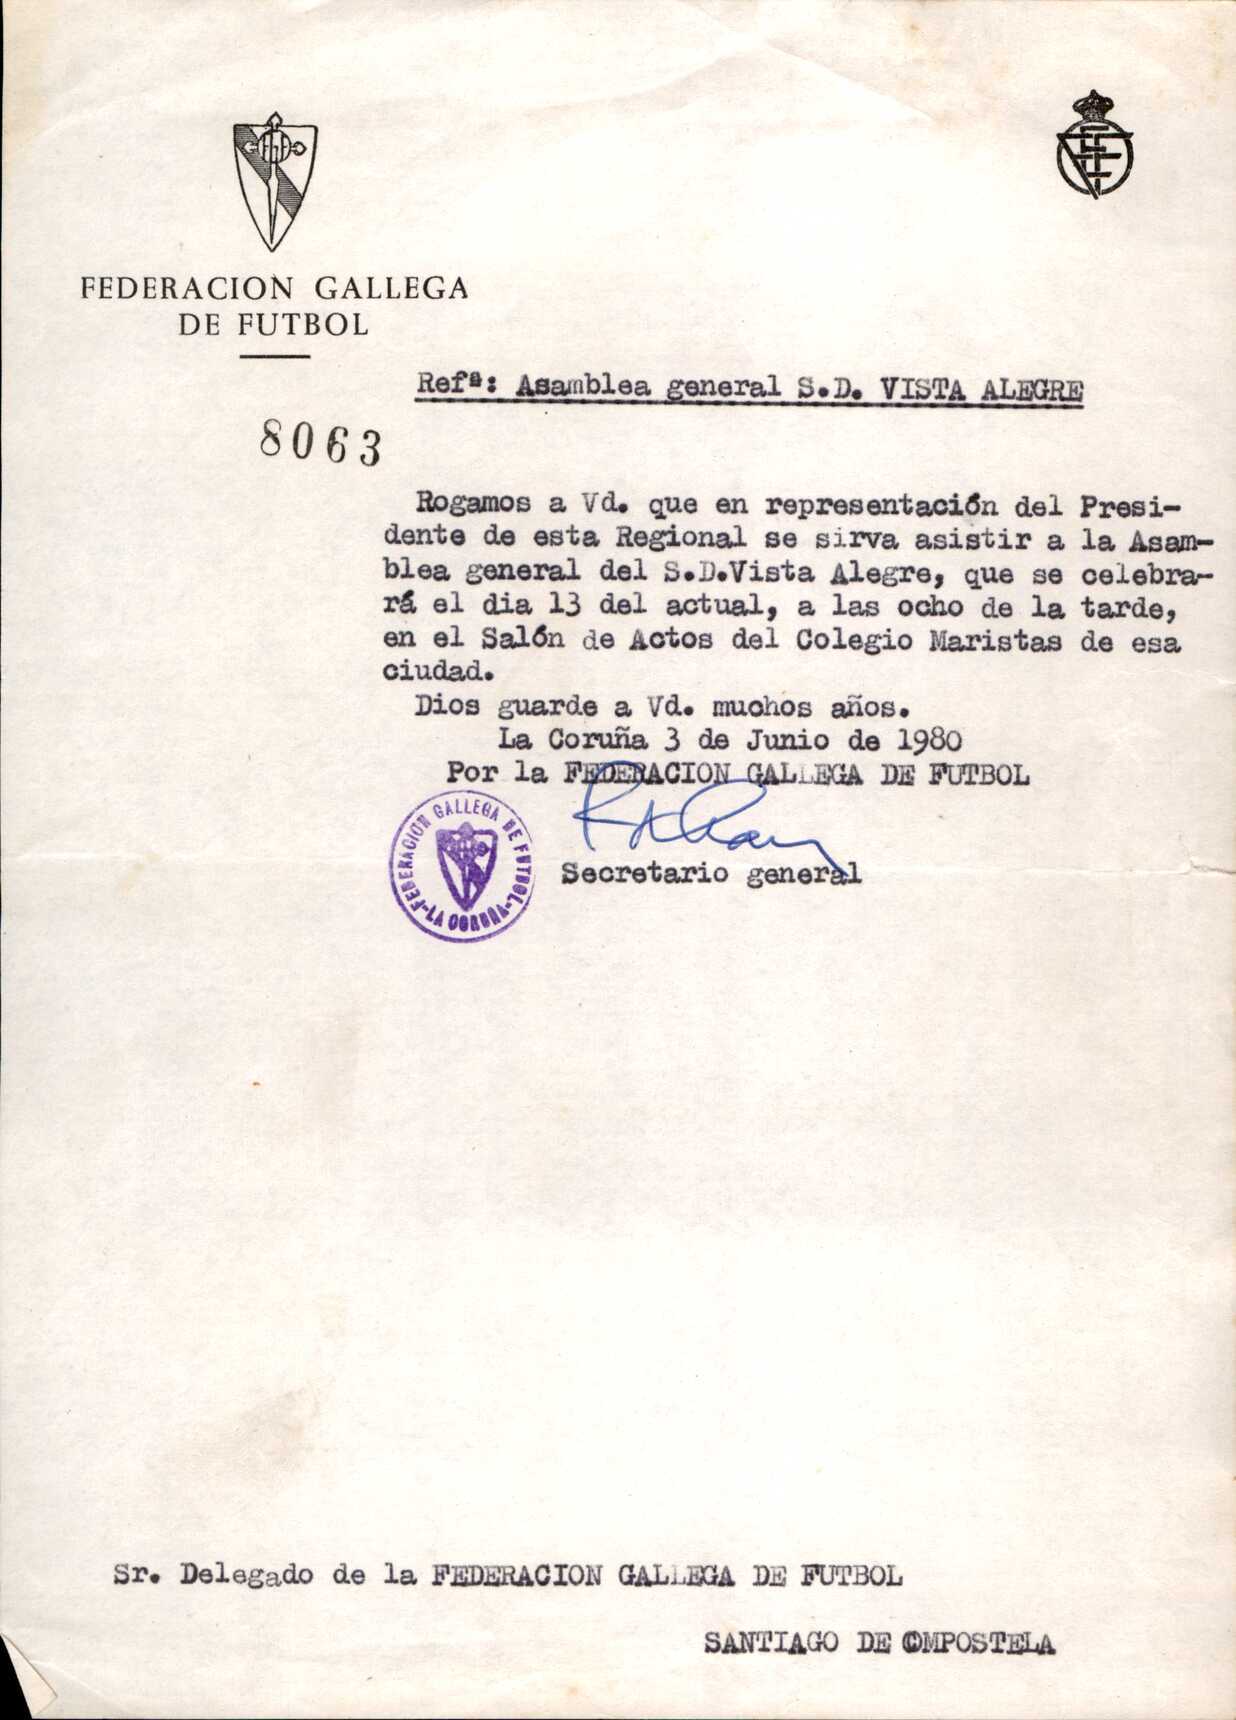 FEDERACION GALLEGA
DE FUTBOL
Refª: Asamblea general S.D. VISTA ALEGRE
8063
Rogamos a Vd. que en representación del Presi-
dente de esta Regional se sirva asistir a la Asam-
blea general del S.D.Vista Alegre, que se celebra-
rá el dia 13 del actual, a las ocho de la tarde,
en el Salón de Actos del Colegio Maristas de esa
ciudad.
Dios guarde a Vd. muchos años.
La Coruña 3 de Junio de 1980
Por la FEDERACION GALLEGA DE FUTBOL
FEDERACION GALLEGA DE FUTBOL
-LA CORUÑA-
Secretario general
Sr. Delegado de la FEDERACION GALLEGA DE FUTBOL
SANTIAGO DE OMPOSTELA